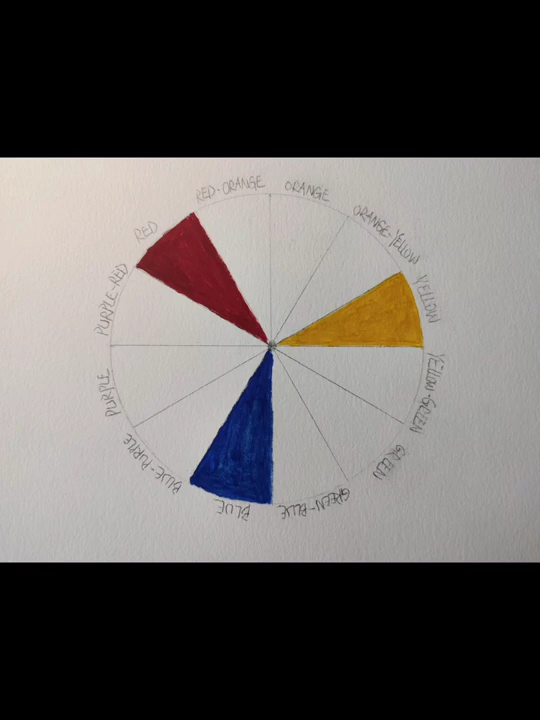 RED-ORANGE
ORANGE
ORANGE-YELLOW
YELLOW
YELLOW-GREEN
GREEN
GREEN-BLUE
BLUE
BLUE-PURPLE
PURPLE
PURPLE-RED
RED